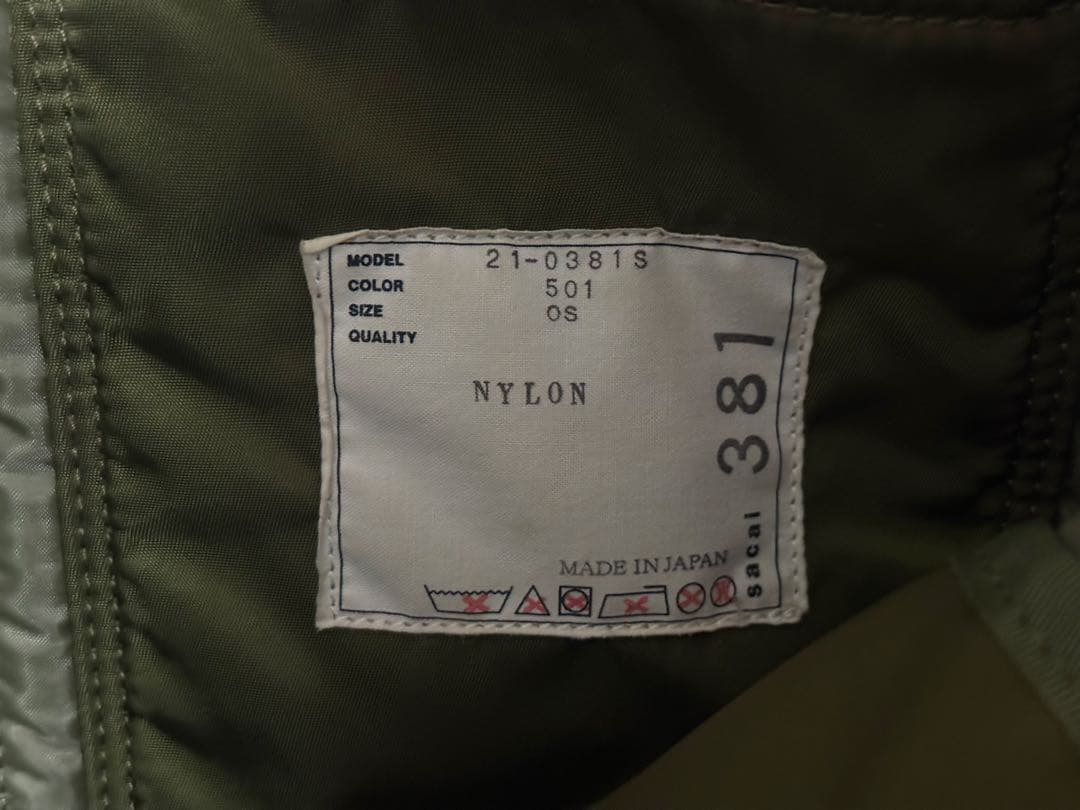 MODEL 21-0381S
COLOR 501
SIZE OS
QUALITY
NYLON
MADE IN JAPAN
sacai 381